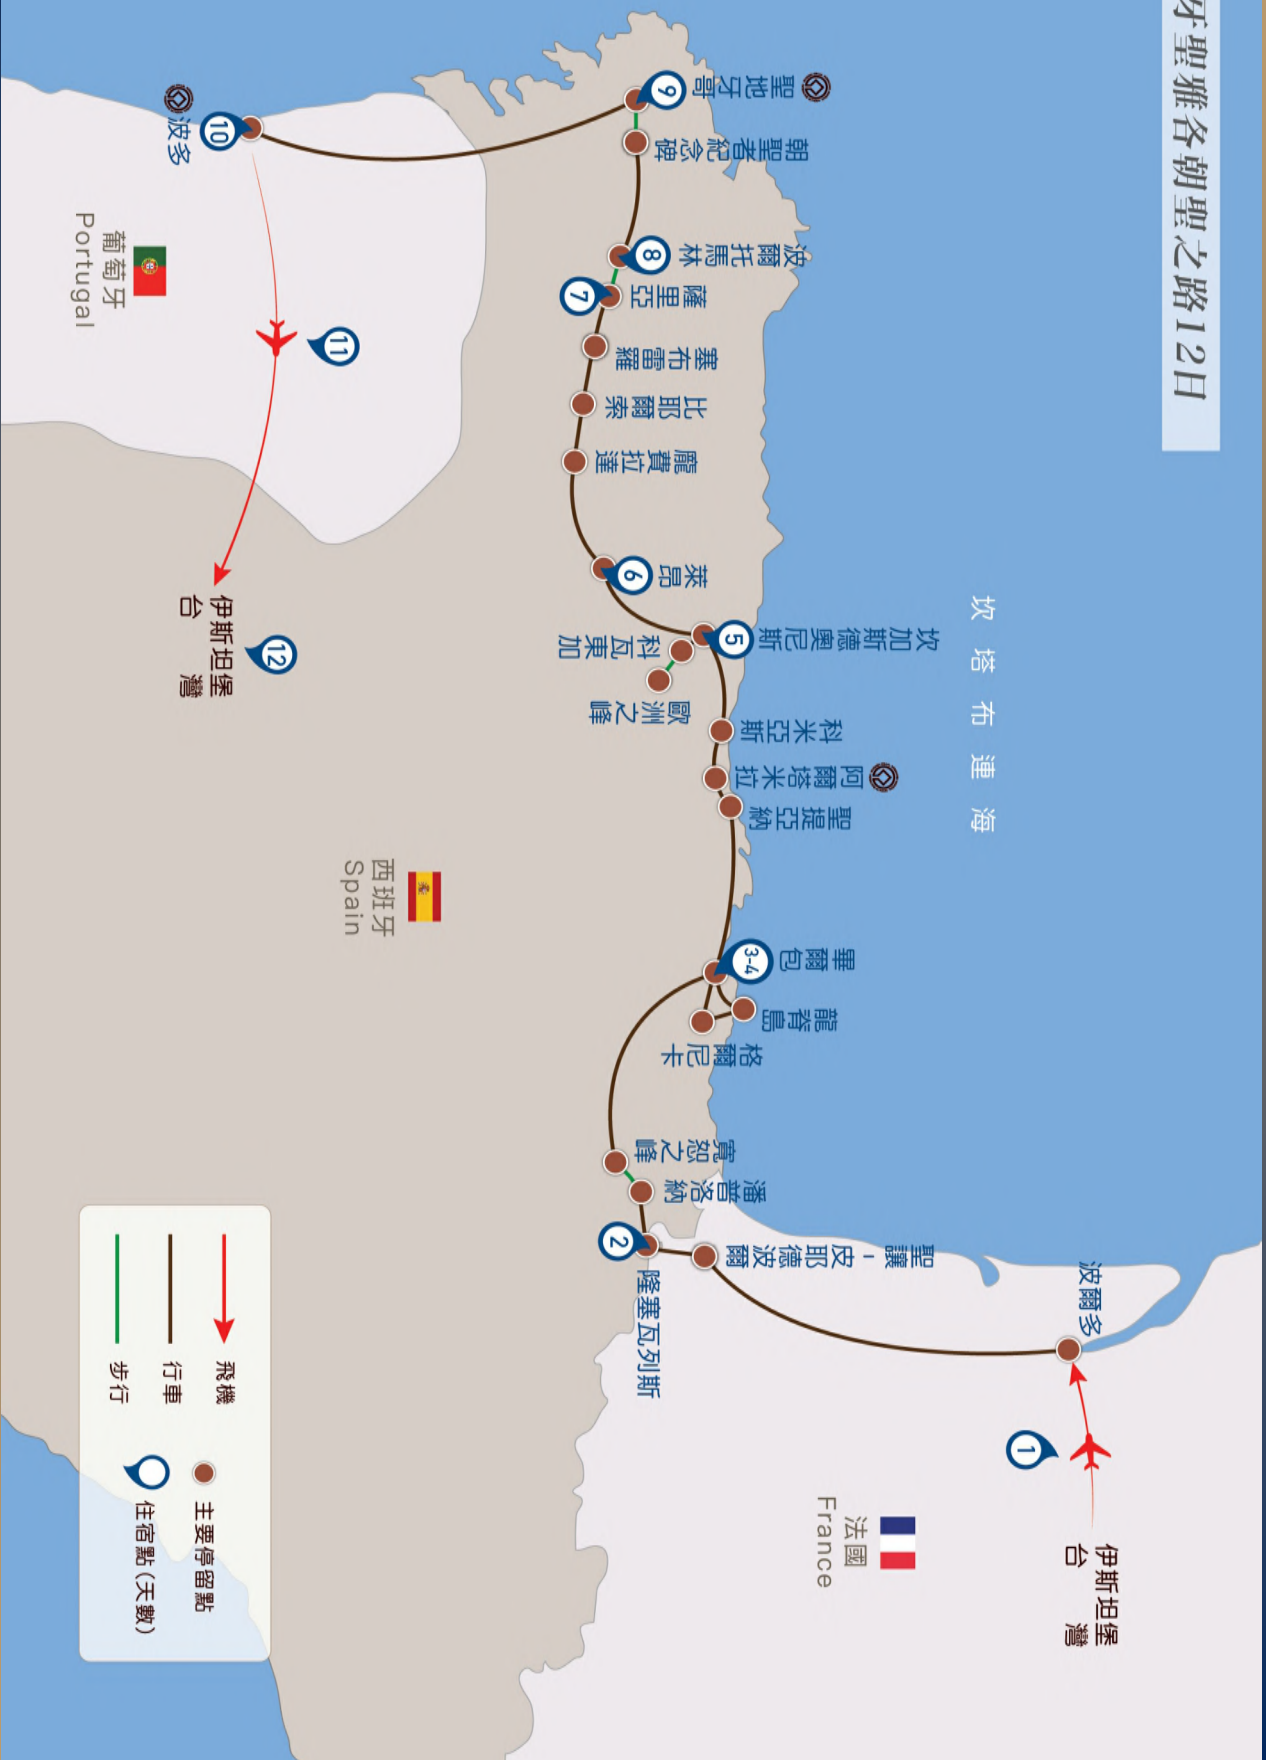 牙聖雅各朝聖之路12日
坎塔布連海
聖地牙哥
9
朝聖者紀念碑
波爾托馬林
8
薩里亞
7
塞布雷羅
比耶爾索
龐費拉達
萊昂
6
坎加斯德奧尼斯
5
科瓦東加
歐洲之峰
科米亞斯
阿爾塔米拉
聖提亞納
畢爾包
3-4
龍脊島
格爾尼卡
寬恕之峰
潘普洛納
2
隆塞瓦列斯
聖讓-皮耶德波爾
波爾多
1
伊斯坦堡
台灣
法國
France
10
波多
葡萄牙
Portugal
11
伊斯坦堡
台灣
12
西班牙
Spain
飛機
行車
步行
主要停留點
住宿點(天數)